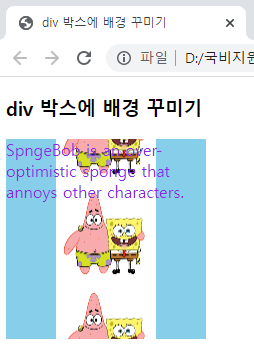 div 박스에 배경 꾸미기
파일 | D:/국비지원
div 박스에 배경 꾸미기
SpngeBob is an over-
optimistic sponge that
annoys other characters.